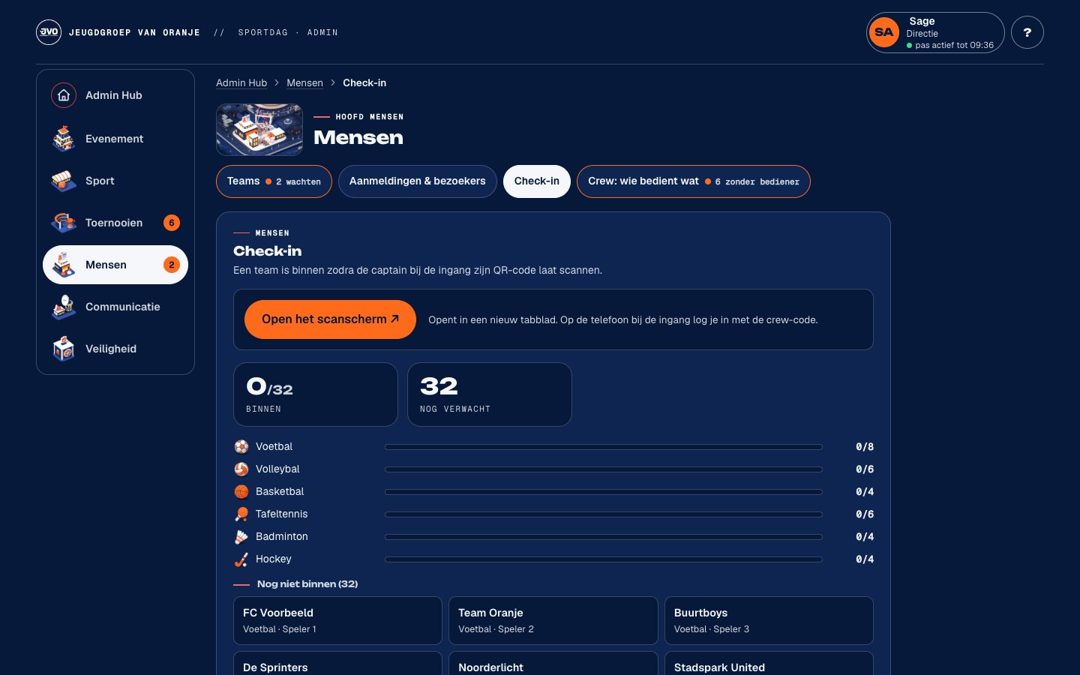 JVO JEUGDGROEP VAN ORANJE // SPORTDAG · ADMIN
SA
Sage
Directie
pas actief tot 09:36
?
Admin Hub
Evenement
Sport
Toernooien 6
Mensen 2
Communicatie
Veiligheid
Admin Hub > Mensen > Check-in
HOOFD MENSEN
Mensen
Teams 2 wachten
Aanmeldingen & bezoekers
Check-in
Crew: wie bedient wat 6 zonder bediener
MENSEN
Check-in
Een team is binnen zodra de captain bij de ingang zijn QR-code laat scannen.
Open het scanscherm ↗
Opent in een nieuw tabblad. Op de telefoon bij de ingang log je in met de crew-code.
0/32
BINNEN
32
NOG VERWACHT
Voetbal 0/8
Volleybal 0/6
Basketbal 0/4
Tafeltennis 0/6
Badminton 0/4
Hockey 0/4
Nog niet binnen (32)
FC Voorbeeld
Voetbal · Speler 1
Team Oranje
Voetbal · Speler 2
Buurtboys
Voetbal · Speler 3
De Sprinters
Noorderlicht
Stadspark United